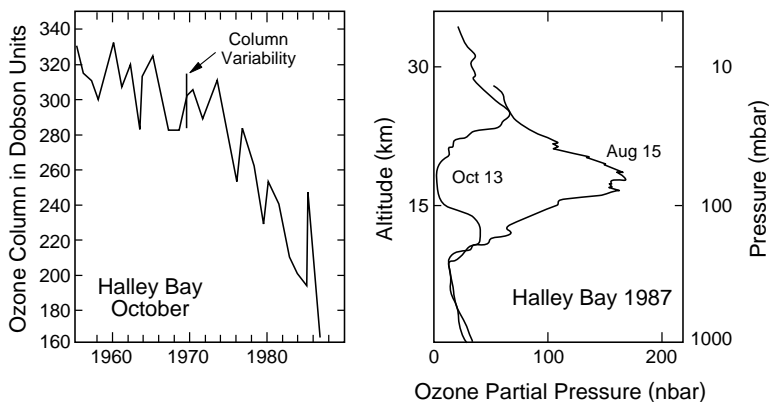 Ozone Column in Dobson Units
340
320
300
280
260
240
220
200
180
160
1960
1970
1980
Column
Variability
Halley Bay
October
Altitude (km)
30
15
0
100
200
Ozone Partial Pressure (nbar)
Oct 13
Aug 15
Halley Bay 1987
10
100
1000
Pressure (mbar)